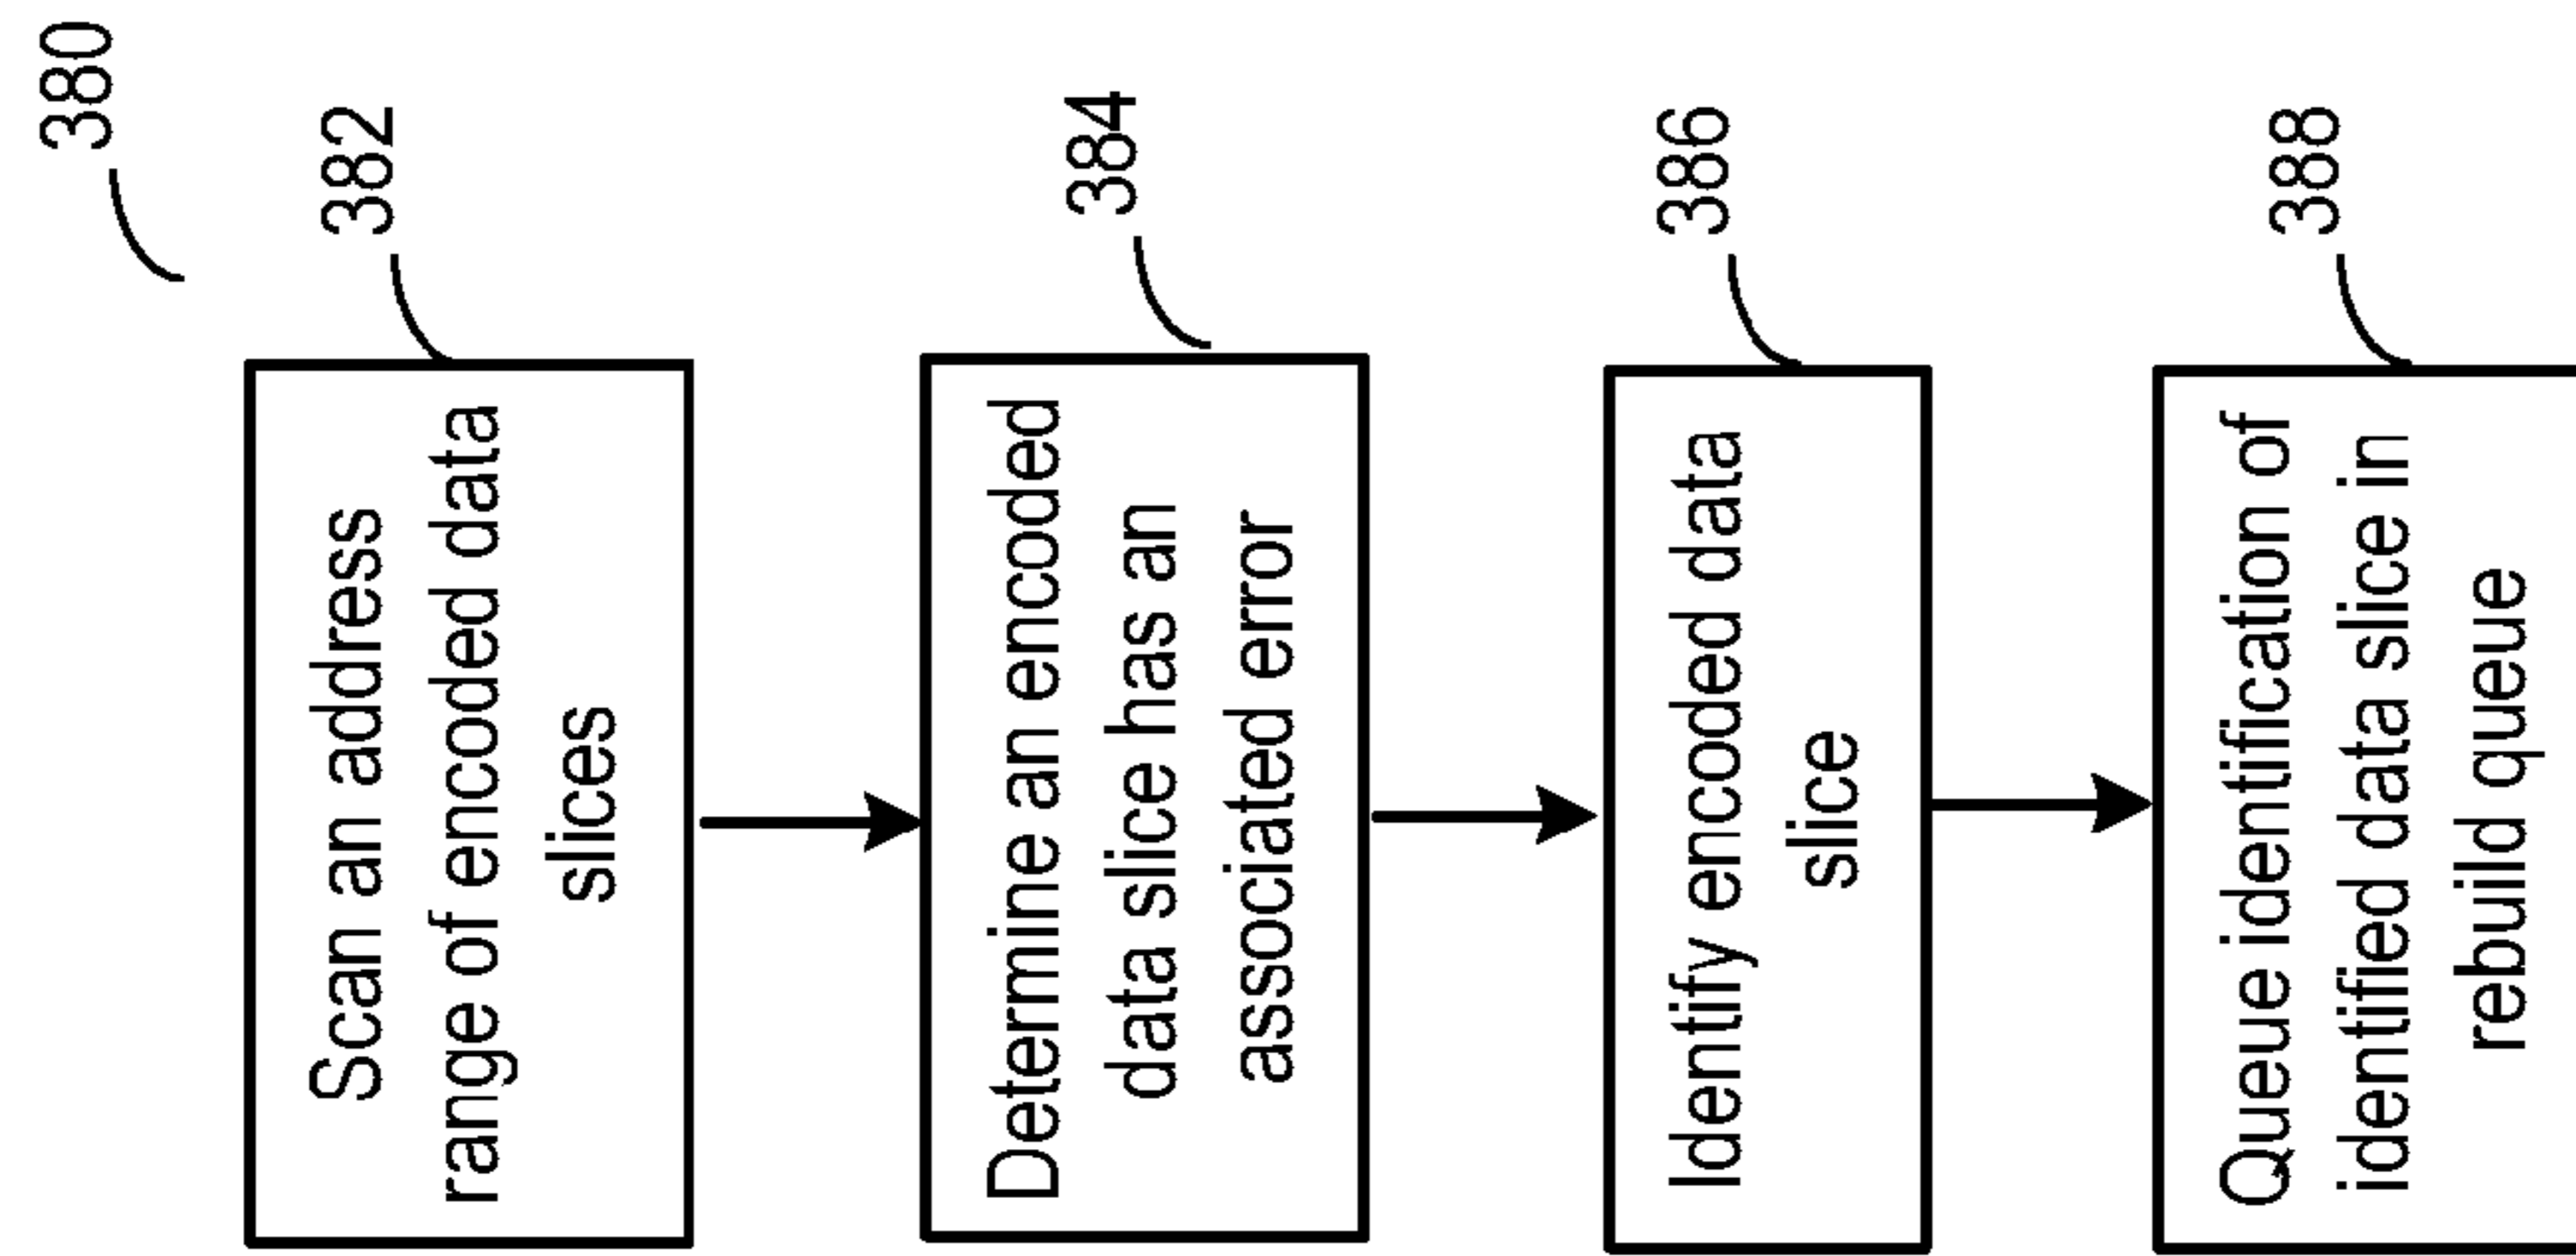 380
382
Scan an address
range of encoded data
slices
384
Determine an encoded
data slice has an
associated error
386
Identify encoded data
slice
388
Queue identification of
identified data slice in
rebuild queue